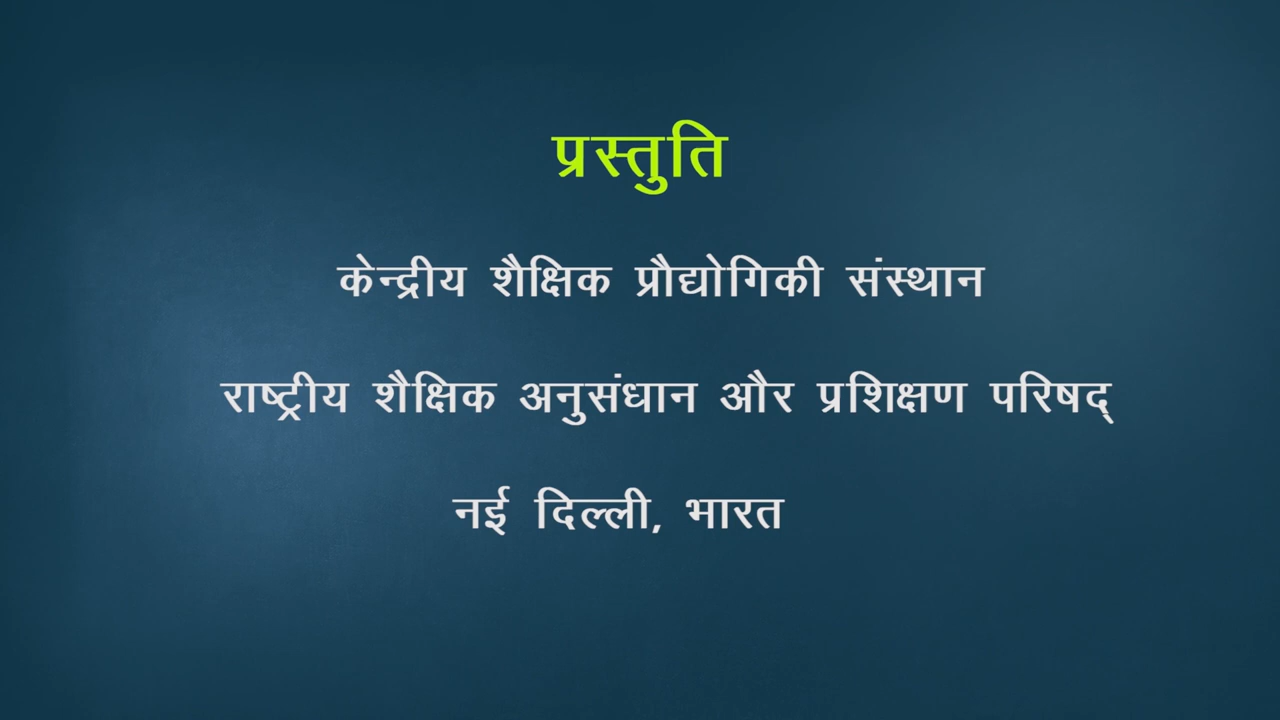 प्रस्तुति
केन्द्रीय शैक्षिक प्रौद्योगिकी संस्थान
राष्ट्रीय शैक्षिक अनुसंधान और प्रशिक्षण परिषद्
नई दिल्ली, भारत